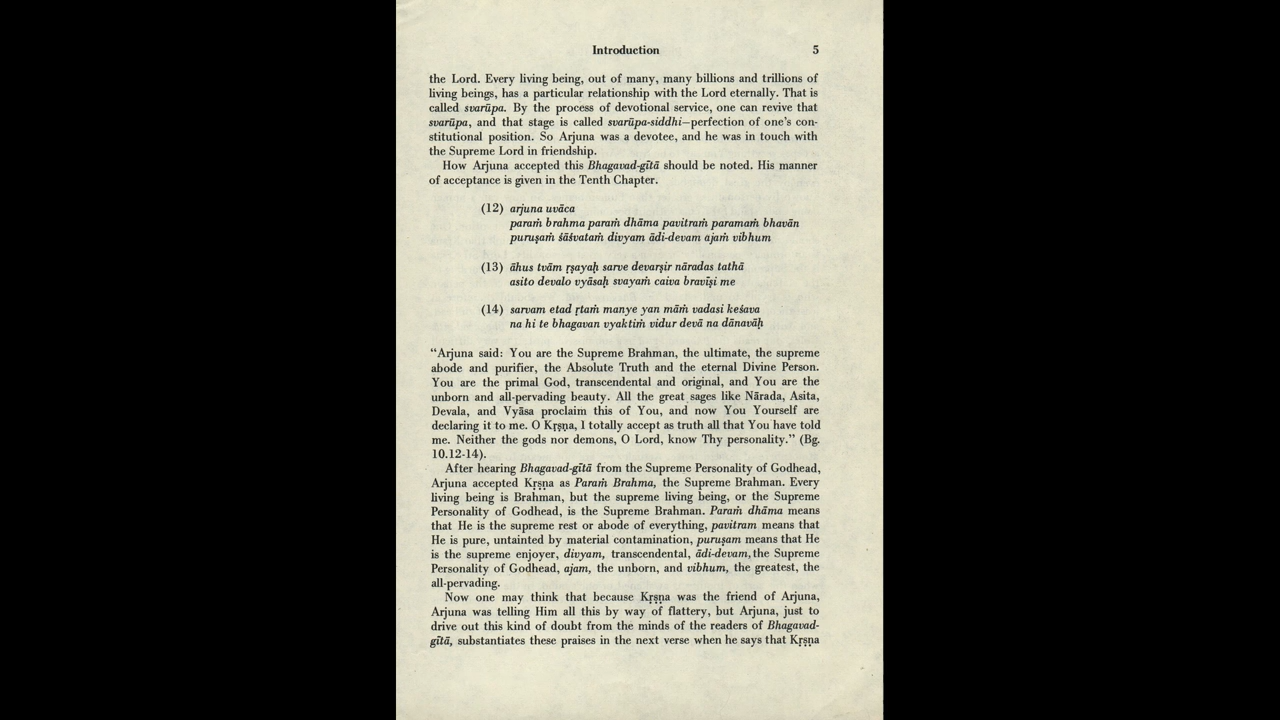 Introduction 5
the Lord. Every living being, out of many, many billions and trillions of
living beings, has a particular relationship with the Lord eternally. That is
called svarūpa. By the process of devotional service, one can revive that
svarūpa, and that stage is called svarūpa-siddhi—perfection of one's con-
stitutional position. So Arjuna was a devotee, and he was in touch with
the Supreme Lord in friendship.
How Arjuna accepted this Bhagavad-gītā should be noted. His manner
of acceptance is given in the Tenth Chapter.
(12) arjuna uvāca
paraṁ brahma paraṁ dhāma pavitraṁ paramaṁ bhavān
puruṣaṁ śāśvataṁ divyam ādi-devam ajaṁ vibhum
(13) āhus tvām ṛṣayaḥ sarve devarṣir nāradas tathā
asito devalo vyāsaḥ svayaṁ caiva bravīṣi me
(14) sarvam etad ṛtaṁ manye yan māṁ vadasi keśava
na hi te bhagavan vyaktiṁ vidur devā na dānavāḥ
"Arjuna said: You are the Supreme Brahman, the ultimate, the supreme
abode and purifier, the Absolute Truth and the eternal Divine Person.
You are the primal God, transcendental and original, and You are the
unborn and all-pervading beauty. All the great sages like Nārada, Asita,
Devala, and Vyāsa proclaim this of You, and now You Yourself are
declaring it to me. O Kṛṣṇa, I totally accept as truth all that You have told
me. Neither the gods nor demons, O Lord, know Thy personality." (Bg.
10.12-14).
After hearing Bhagavad-gītā from the Supreme Personality of Godhead,
Arjuna accepted Kṛṣṇa as Paraṁ Brahma, the Supreme Brahman. Every
living being is Brahman, but the supreme living being, or the Supreme
Personality of Godhead, is the Supreme Brahman. Paraṁ dhāma means
that He is the supreme rest or abode of everything, pavitram means that
He is pure, untainted by material contamination, puruṣam means that He
is the supreme enjoyer, divyam, transcendental, ādi-devam, the Supreme
Personality of Godhead, ajam, the unborn, and vibhum, the greatest, the
all-pervading.
Now one may think that because Kṛṣṇa was the friend of Arjuna,
Arjuna was telling Him all this by way of flattery, but Arjuna, just to
drive out this kind of doubt from the minds of the readers of Bhagavad-
gītā, substantiates these praises in the next verse when he says that Kṛṣṇa